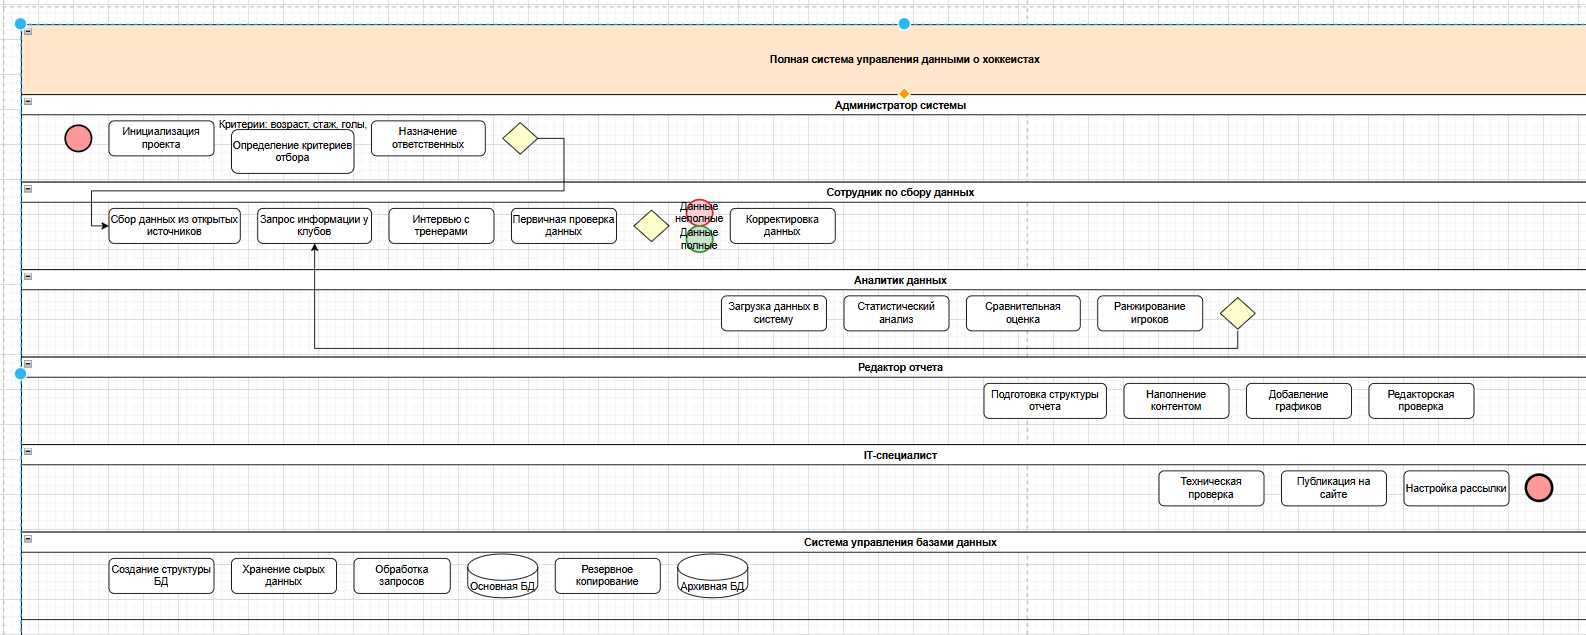 Полная система управления данными о хоккеистах
Администратор системы
Инициализация
проекта
Критерии: возраст, стаж, голы,
Определение критериев
отбора
Назначение
ответственных
Сотрудник по сбору данных
Сбор данных из открытых
источников
Запрос информации у
клубов
Интервью с
тренерами
Первичная проверка
данных
Данные
неполные
Данные
полные
Корректировка
данных
Аналитик данных
Загрузка данных в
систему
Статистический
анализ
Сравнительная
оценка
Ранжирование
игроков
Редактор отчета
Подготовка структуры
отчета
Наполнение
контентом
Добавление
графиков
Редакторская
проверка
IT-специалист
Техническая
проверка
Публикация на
сайте
Настройка рассылки
Система управления базами данных
Создание структуры
БД
Хранение сырых
данных
Обработка
запросов
Основная БД
Резервное
копирование
Архивная БД